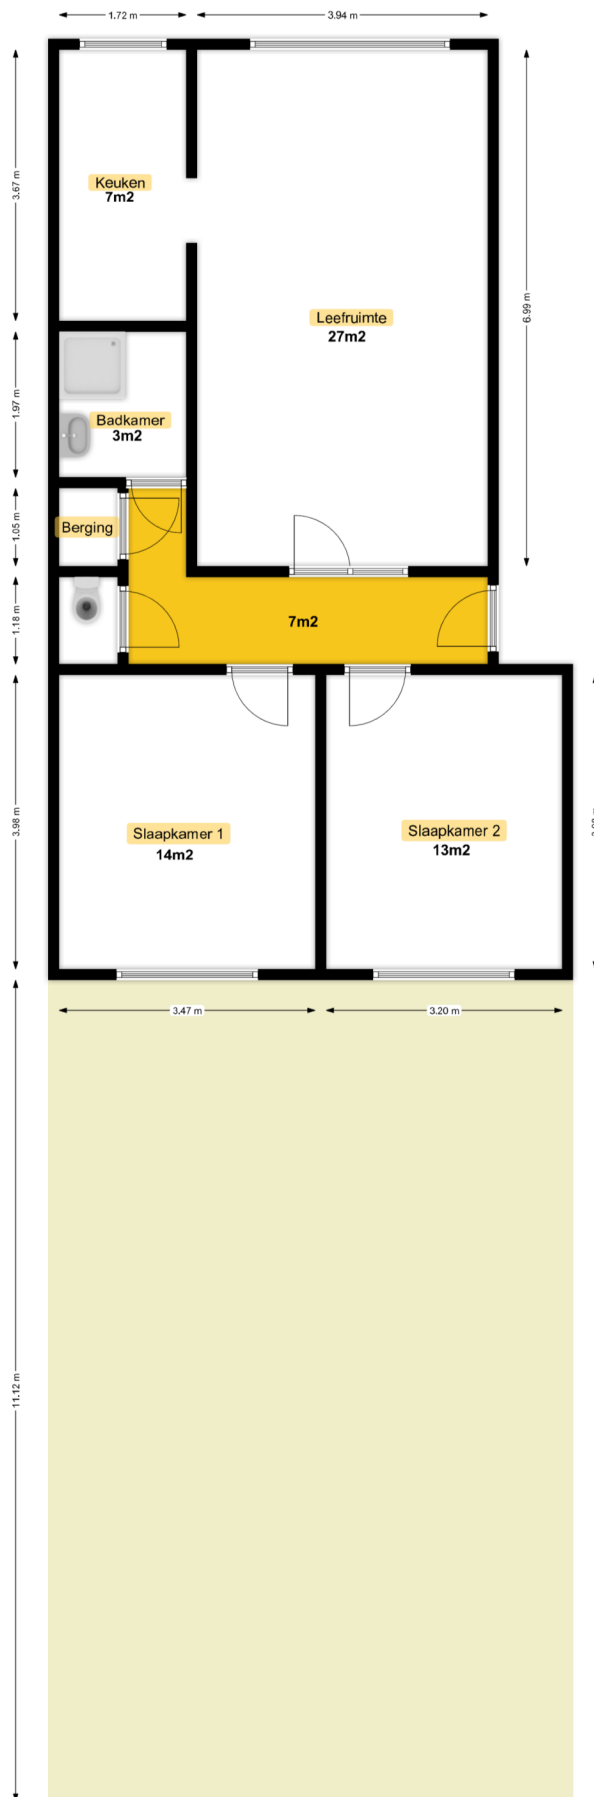 1.72 m
3.94 m
3.67 m
Keuken
7m2
6.99 m
Leefruimte
27m2
1.97 m
Badkamer
3m2
1.05 m
Berging
1.18 m
7m2
3.98 m
Slaapkamer 1
14m2
Slaapkamer 2
13m2
3.47 m
3.20 m
11.12 m